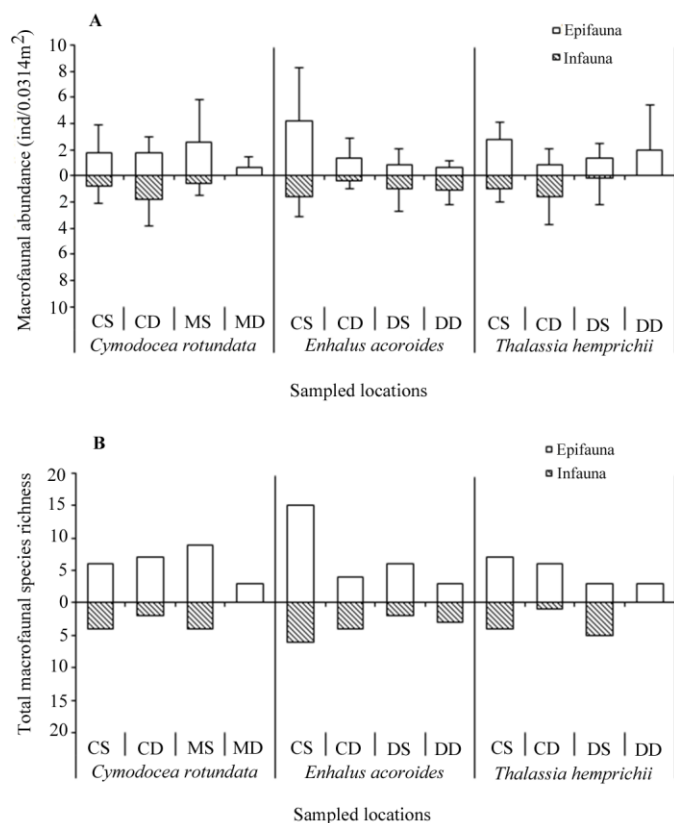 A
Epifauna
Infauna
Macrofaunal abundance (ind/0.0314m²)
10
8
6
4
2
0
2
4
6
8
10
CS CD MS MD CS CD DS DD CS CD DS DD
Cymodocea rotundata Enhalus acoroides Thalassia hemprichii
Sampled locations
B
Epifauna
Infauna
Total macrofaunal species richness
20
15
10
5
0
5
10
15
20
CS CD MS MD CS CD DS DD CS CD DS DD
Cymodocea rotundata Enhalus acoroides Thalassia hemprichii
Sampled locations